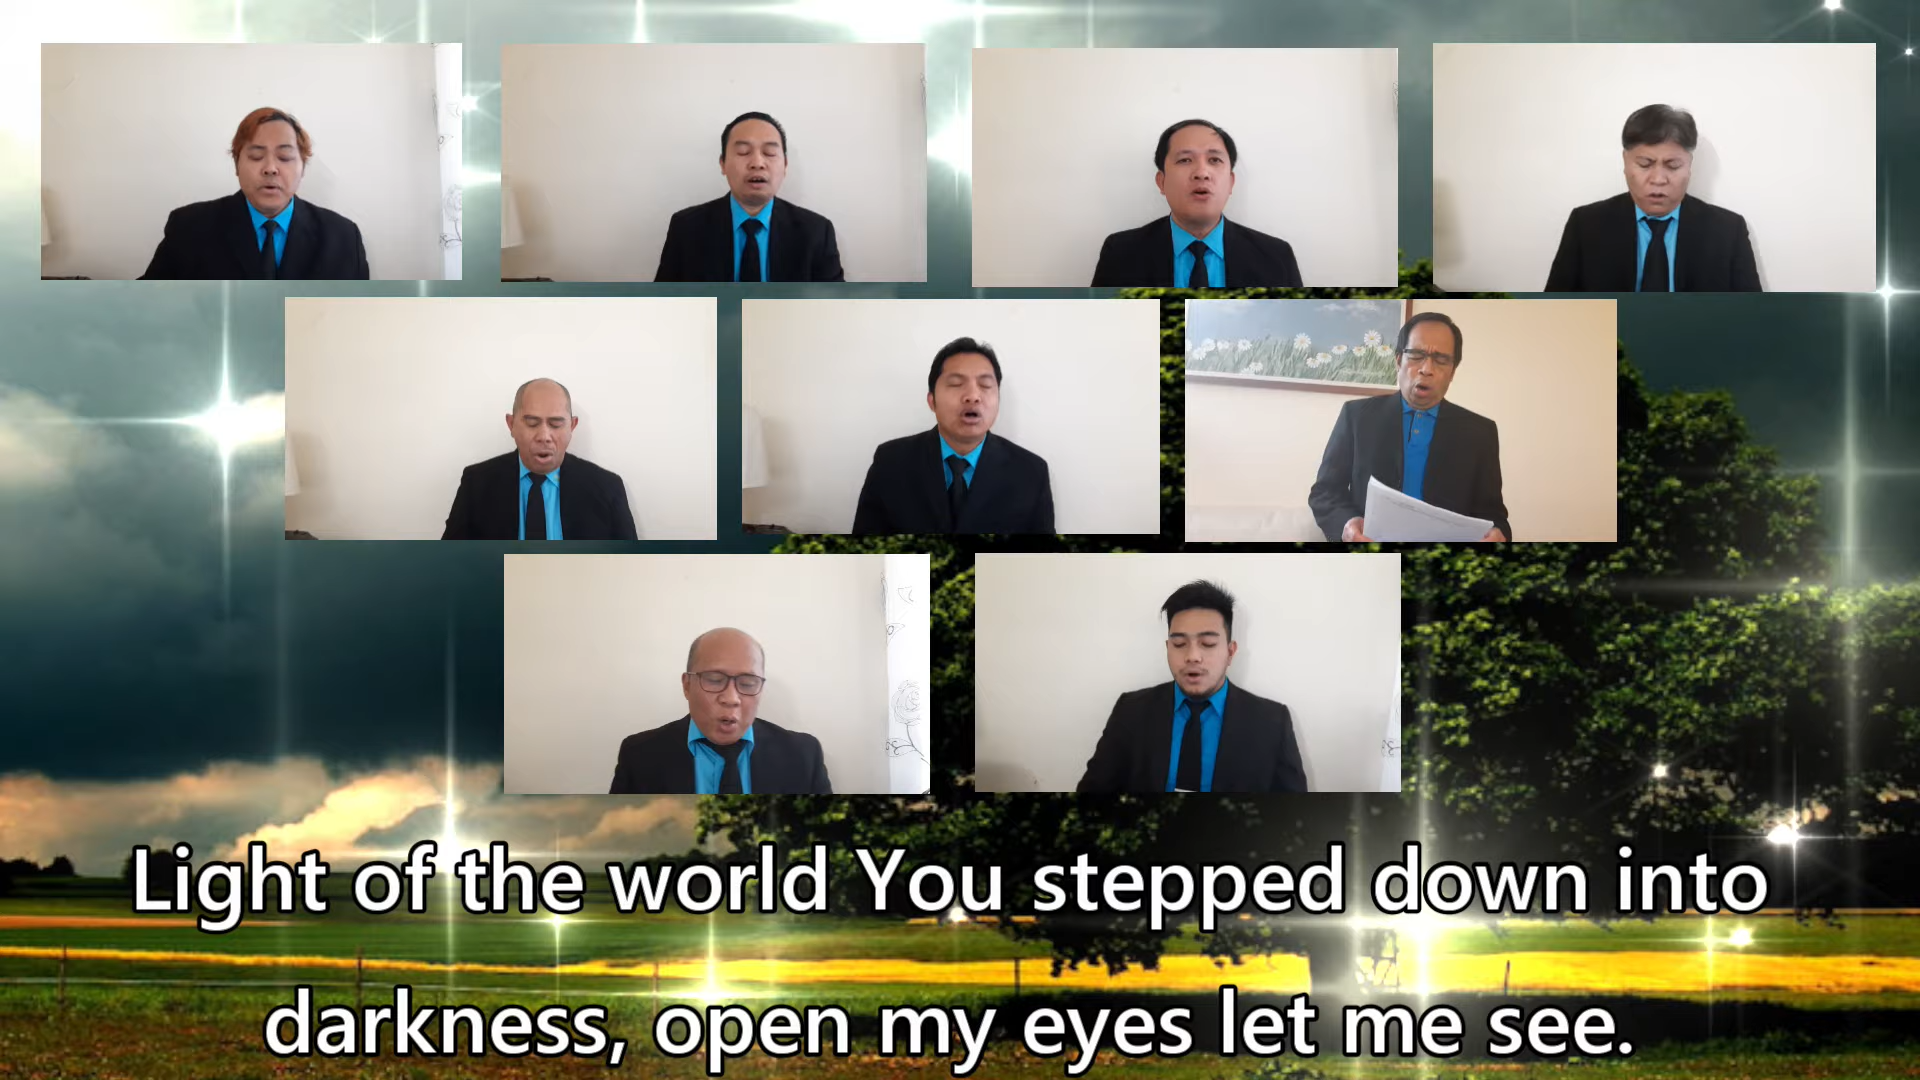 Light of the world You stepped down into
darkness, open my eyes let me see.